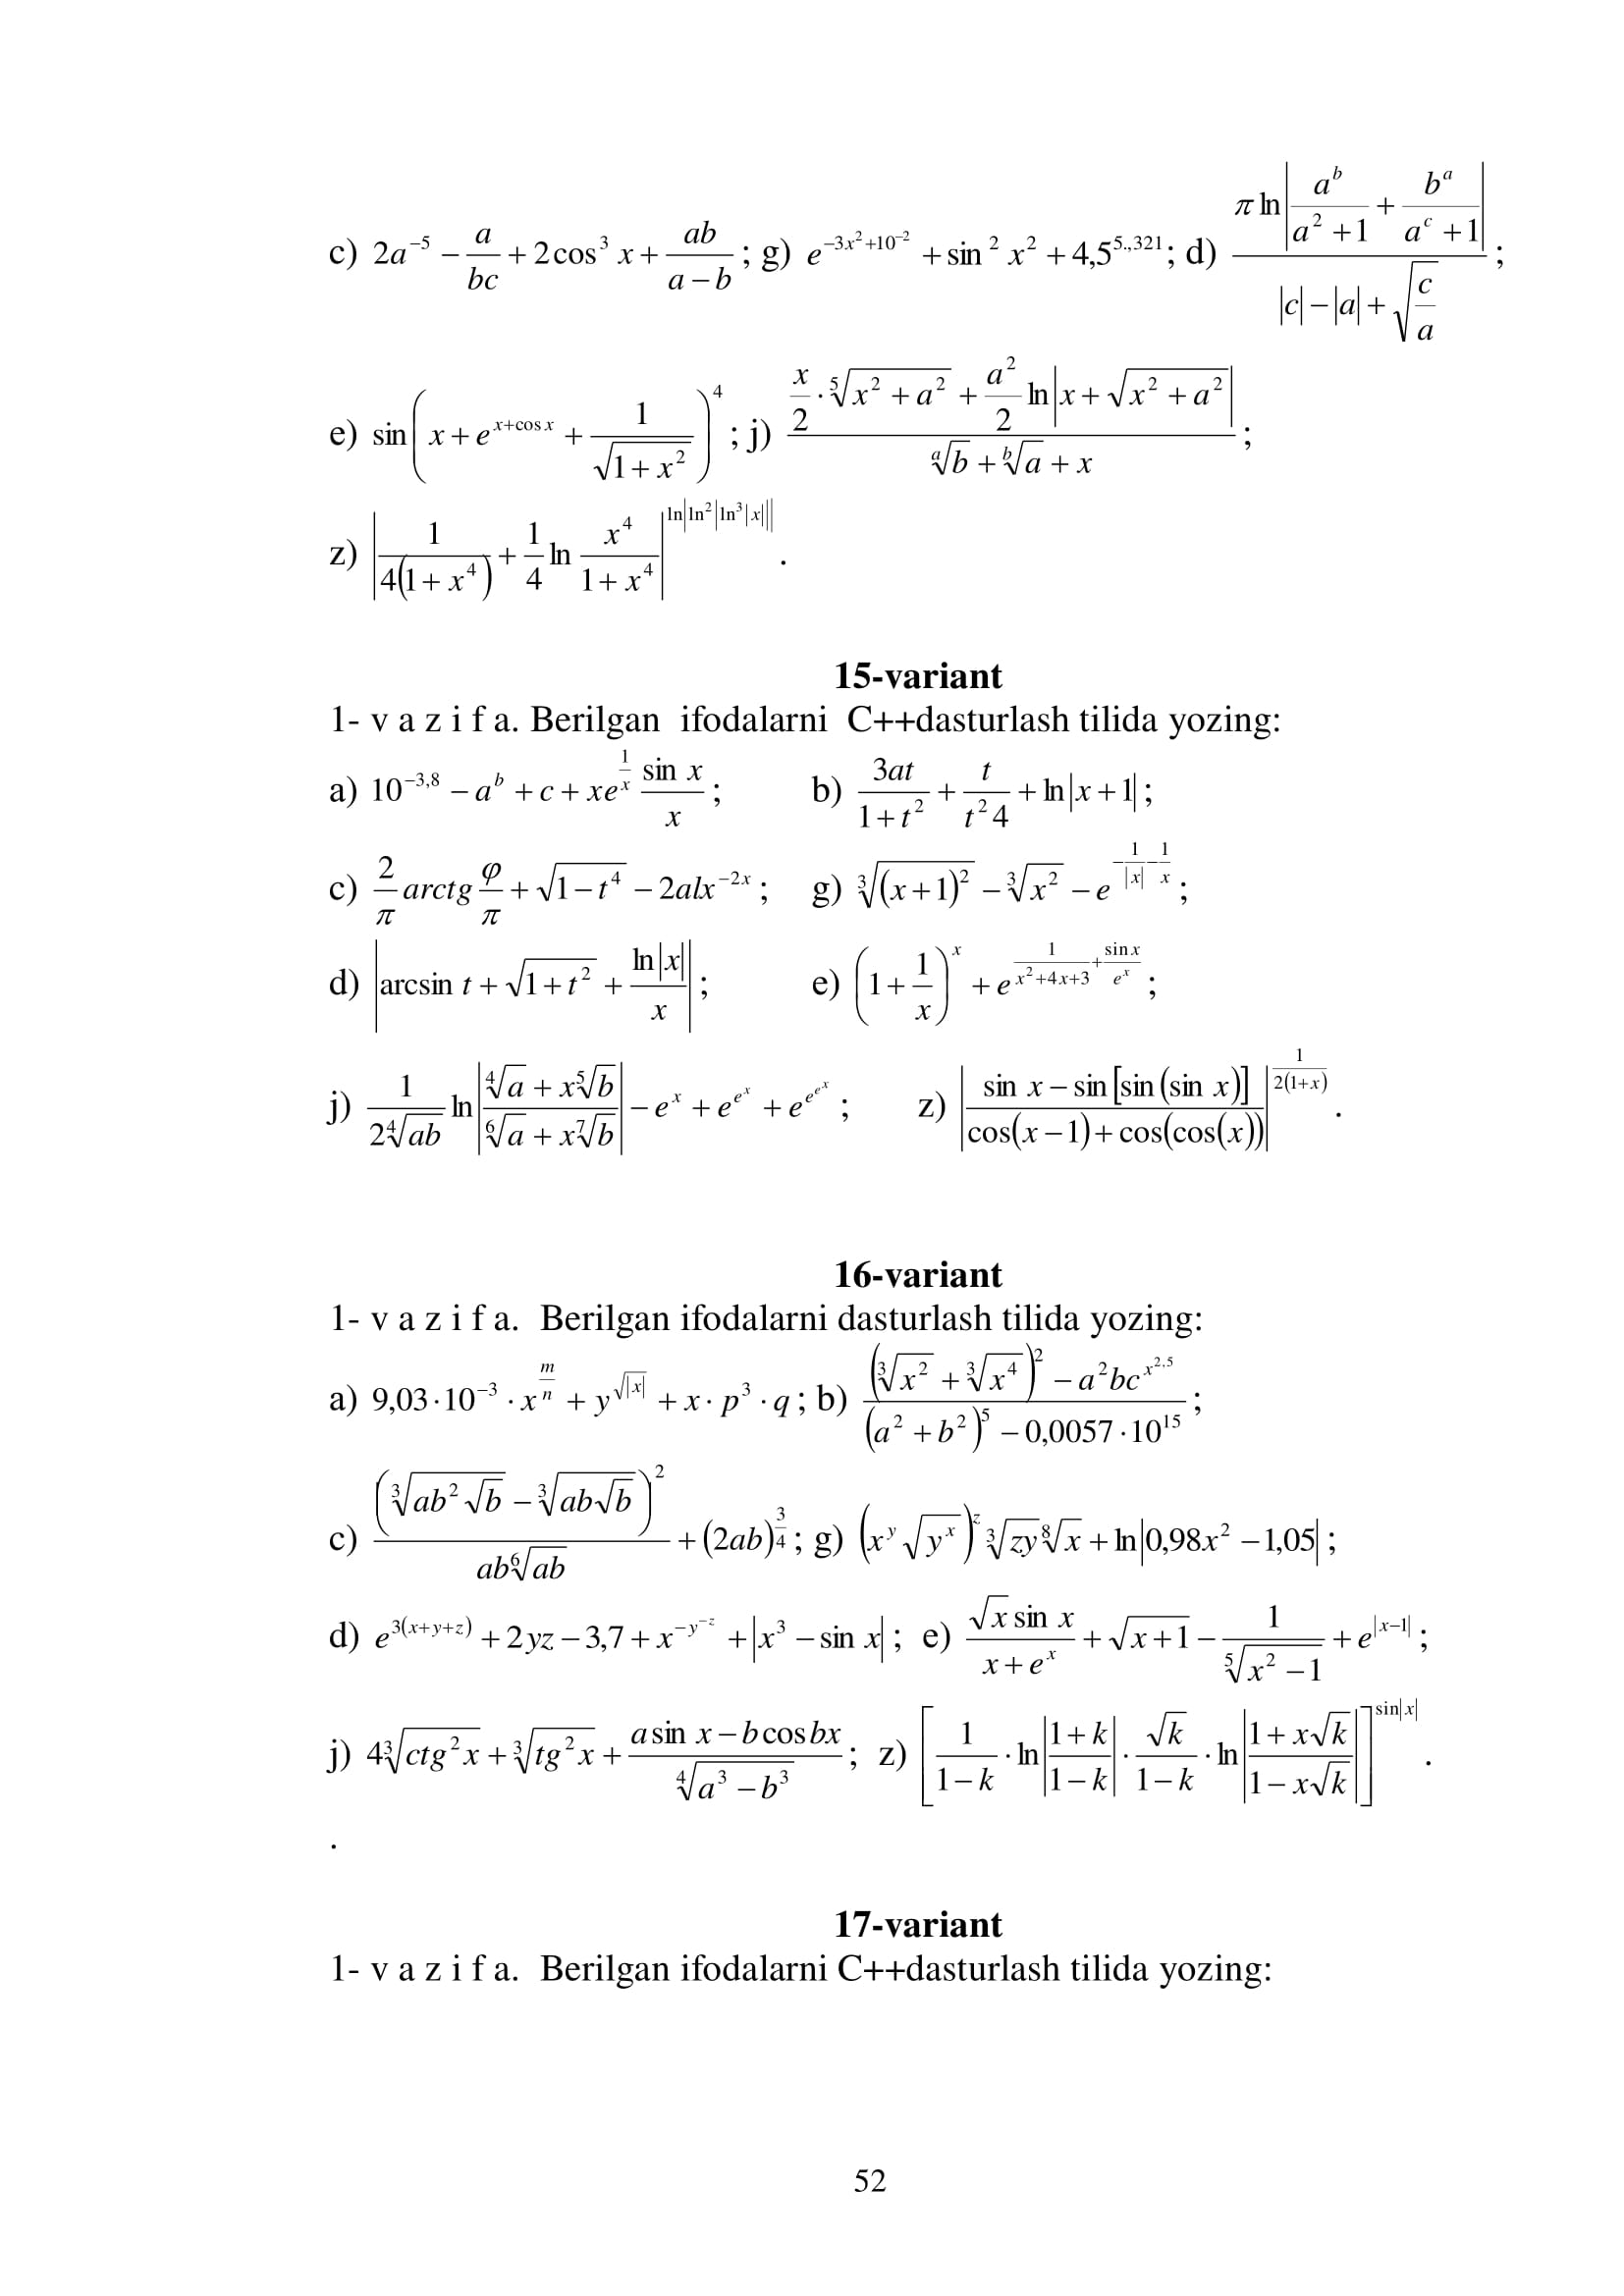 c) $2a^{-5} - \frac{a}{bc} + 2\cos^3 x + \frac{ab}{a-b}$; g) $e^{-3x^2+10^{-2}} + \sin^2 x^2 + 4,5^{5.,321}$; d) $\frac{\pi \ln\left|\frac{a^b}{a^2+1} + \frac{b^a}{a^c+1}\right|}{|c|-|a|+\sqrt{\frac{c}{a}}}$;
e) $\sin\left(x + e^{x+\cos x} + \frac{1}{\sqrt{1+x^2}}\right)^4$; j) $\frac{\frac{x}{2} \cdot \sqrt[5]{x^2+a^2} + \frac{a^2}{2}\ln\left|x+\sqrt{x^2+a^2}\right|}{\sqrt[a]{b} + \sqrt[b]{a} + x}$;
z) $\left|\frac{1}{4(1+x^4)} + \frac{1}{4}\ln\frac{x^4}{1+x^4}\right|^{\ln|\ln^2|\ln^3|x|||}$.
15-variant
1- v a z i f a. Berilgan ifodalarni C++dasturlash tilida yozing:
a) $10^{-3,8} - a^b + c + xe^{\frac{1}{x}}\frac{\sin x}{x}$; b) $\frac{3at}{1+t^2} + \frac{t}{t^2 4} + \ln|x+1|$;
c) $\frac{2}{\pi} arctg\frac{\varphi}{\pi} + \sqrt{1-t^4} - 2alx^{-2x}$; g) $\sqrt[3]{(x+1)^2} - \sqrt[3]{x^2} - e^{-\frac{1}{|x|}-\frac{1}{x}}$;
d) $\left|\arcsin t + \sqrt{1+t^2} + \frac{\ln|x|}{x}\right|$; e) $\left(1+\frac{1}{x}\right)^x + e^{\frac{1}{x^2+4x+3}+\frac{\sin x}{e^x}}$;
j) $\frac{1}{2\sqrt[4]{ab}}\ln\left|\frac{\sqrt[4]{a}+x\sqrt[5]{b}}{\sqrt[6]{a}+x\sqrt[7]{b}}\right| - e^x + e^{e^x} + e^{e^{e^x}}$; z) $\left|\frac{\sin x - \sin[\sin(\sin x)]}{\cos(x-1)+\cos(\cos(x))}\right|^{\frac{1}{2(1+x)}}$.
16-variant
1- v a z i f a. Berilgan ifodalarni dasturlash tilida yozing:
a) $9,03 \cdot 10^{-3} \cdot x^{\frac{m}{n}} + y^{\sqrt{|x|}} + x \cdot p^3 \cdot q$; b) $\frac{\left(\sqrt[3]{x^2}+\sqrt[3]{x^4}\right)^2 - a^2bc^{x^{2,5}}}{(a^2+b^2)^5 - 0,0057 \cdot 10^{15}}$;
c) $\frac{\left(\sqrt[3]{ab^2\sqrt{b}} - \sqrt[3]{ab\sqrt{b}}\right)^2}{ab\sqrt[6]{ab}} + (2ab)^{\frac{3}{4}}$; g) $\left(x^y\sqrt{y^x}\right)^z \sqrt[3]{zy}\sqrt[8]{x} + \ln|0,98x^2 - 1,05|$;
d) $e^{3(x+y+z)} + 2yz - 3,7 + x^{-y^{-z}} + |x^3 - \sin x|$; e) $\frac{\sqrt{x}\sin x}{x+e^x} + \sqrt{x+1} - \frac{1}{\sqrt[5]{x^2-1}} + e^{|x-1|}$;
j) $4\sqrt[3]{ctg^2 x} + \sqrt[3]{tg^2 x} + \frac{a\sin x - b\cos bx}{\sqrt[4]{a^3-b^3}}$; z) $\left[\frac{1}{1-k} \cdot \ln\left|\frac{1+k}{1-k}\right| \cdot \frac{\sqrt{k}}{1-k} \cdot \ln\left|\frac{1+x\sqrt{k}}{1-x\sqrt{k}}\right|\right]^{\sin|x|}$.
.
17-variant
1- v a z i f a. Berilgan ifodalarni C++dasturlash tilida yozing:
52